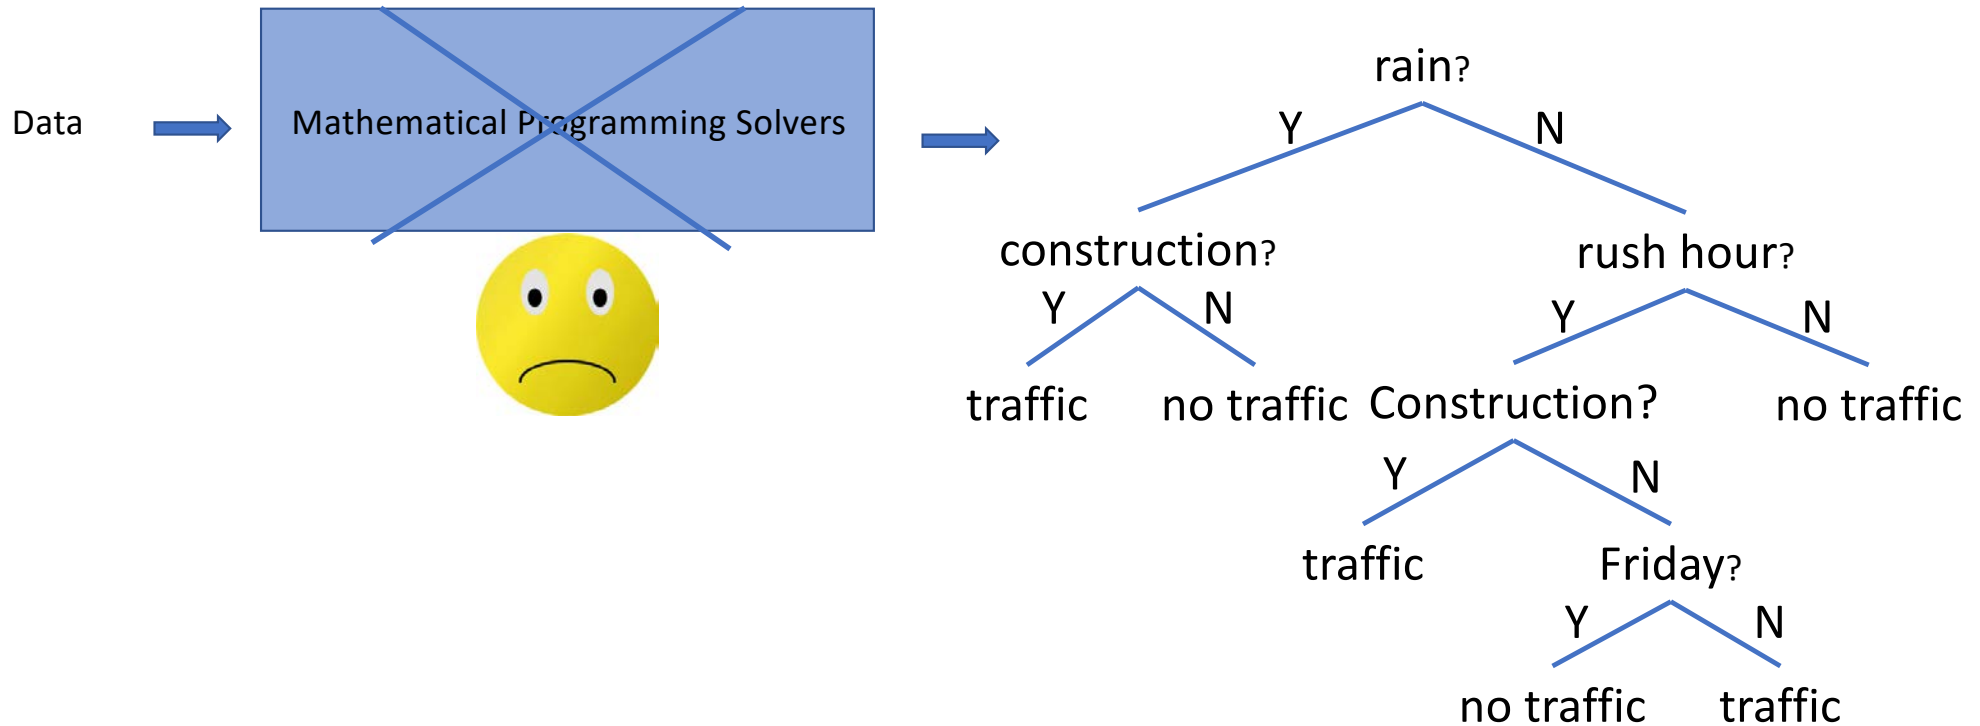 Data
Mathematical Programming Solvers
rain?
Y
N
construction?
rush hour?
Y
N
Y
N
traffic
no traffic
Construction?
no traffic
Y
N
traffic
Friday?
Y
N
no traffic
traffic